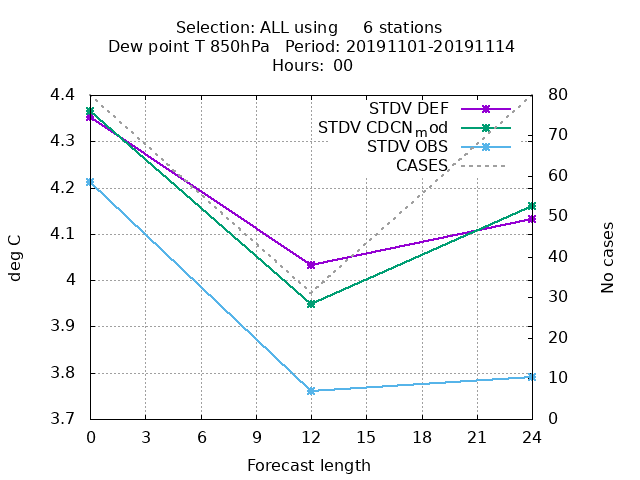 Selection: ALL using     6 stations
Dew point T 850hPa   Period: 20191101-20191114
Hours:  00
4.4
4.3
4.2
4.1
4
3.9
3.8
3.7
deg C
STDV DEF
STDV CDCNmod
STDV OBS
CASES
80
70
60
50
40
30
20
10
0
No cases
0 3 6 9 12 15 18 21 24
Forecast length